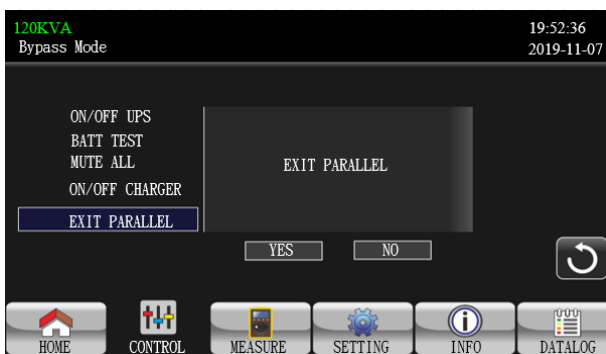 120KVA
19:52:36
Bypass Mode
2019-11-07
ON/OFF UPS
BATT TEST
MUTE ALL
EXIT PARALLEL
ON/OFF CHARGER
EXIT PARALLEL
YES
NO
HOME
CONTROL
MEASURE
SETTING
INFO
DATALOG